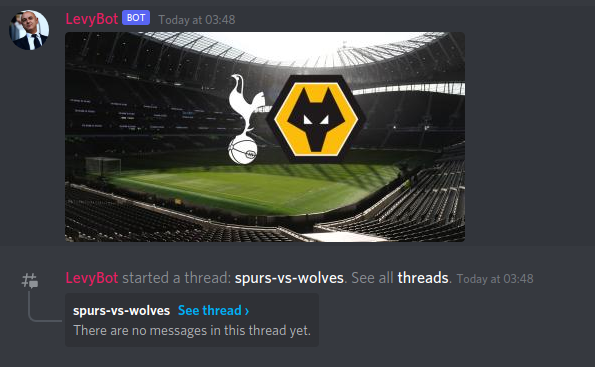 LevyBot BOT Today at 03:48
LevyBot started a thread: spurs-vs-wolves. See all threads. Today at 03:48
spurs-vs-wolves See thread ›
There are no messages in this thread yet.